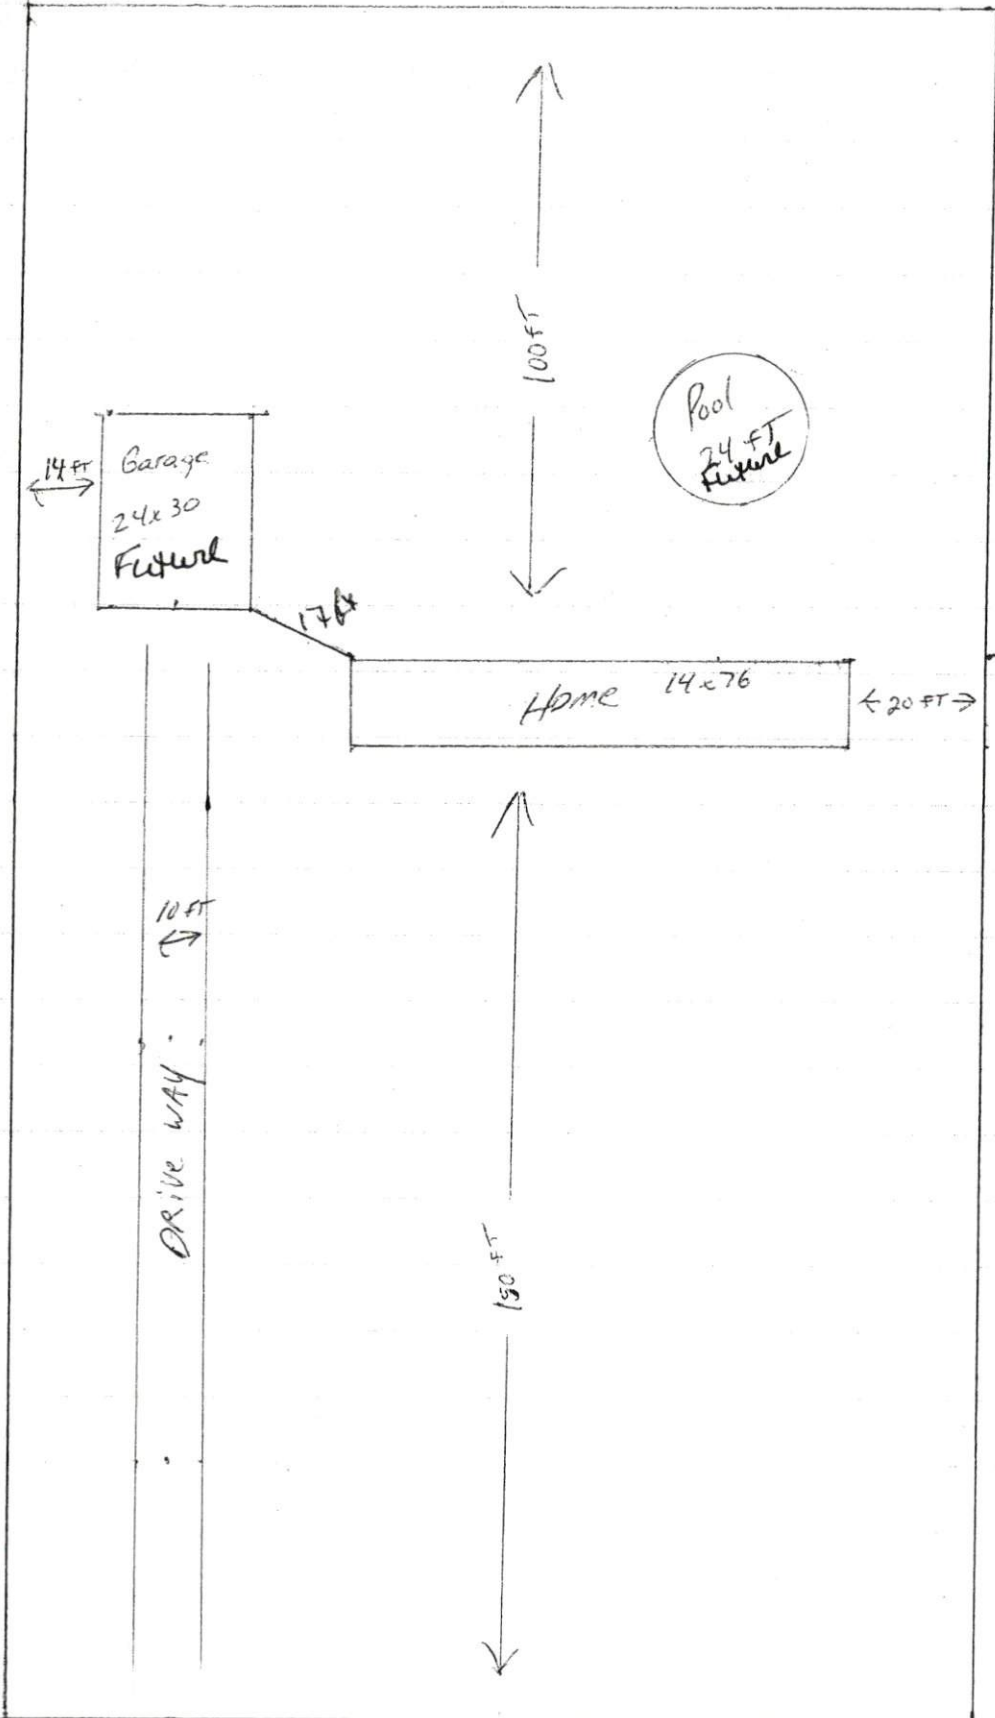 100 FT
Pool
24 FT
Future
14 FT
Garage
24x30
Future
17 ft
Home 14x76
20 FT
10 FT
DRive WAY
150 FT